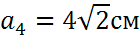 a₄ = 4√2см